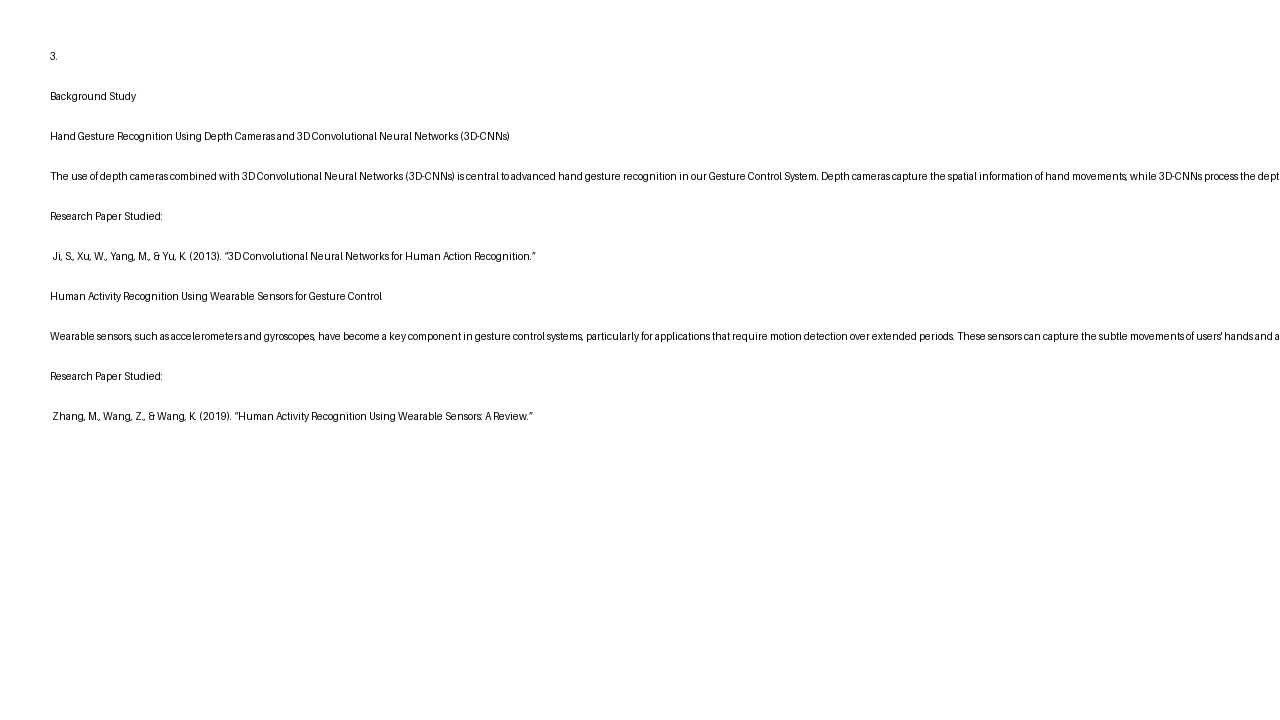 3.
Background Study
Hand Gesture Recognition Using Depth Cameras and 3D Convolutional Neural Networks (3D-CNNs)
The use of depth cameras combined with 3D Convolutional Neural Networks (3D-CNNs) is central to advanced hand gesture recognition in our Gesture Control System. Depth cameras capture the spatial information of hand movements, while 3D-CNNs process the dept
Research Paper Studied:
Ji, S., Xu, W., Yang, M., & Yu, K. (2013). "3D Convolutional Neural Networks for Human Action Recognition."
Human Activity Recognition Using Wearable Sensors for Gesture Control
Wearable sensors, such as accelerometers and gyroscopes, have become a key component in gesture control systems, particularly for applications that require motion detection over extended periods. These sensors can capture the subtle movements of users' hands and a
Research Paper Studied:
Zhang, M., Wang, Z., & Wang, K. (2019). "Human Activity Recognition Using Wearable Sensors: A Review."